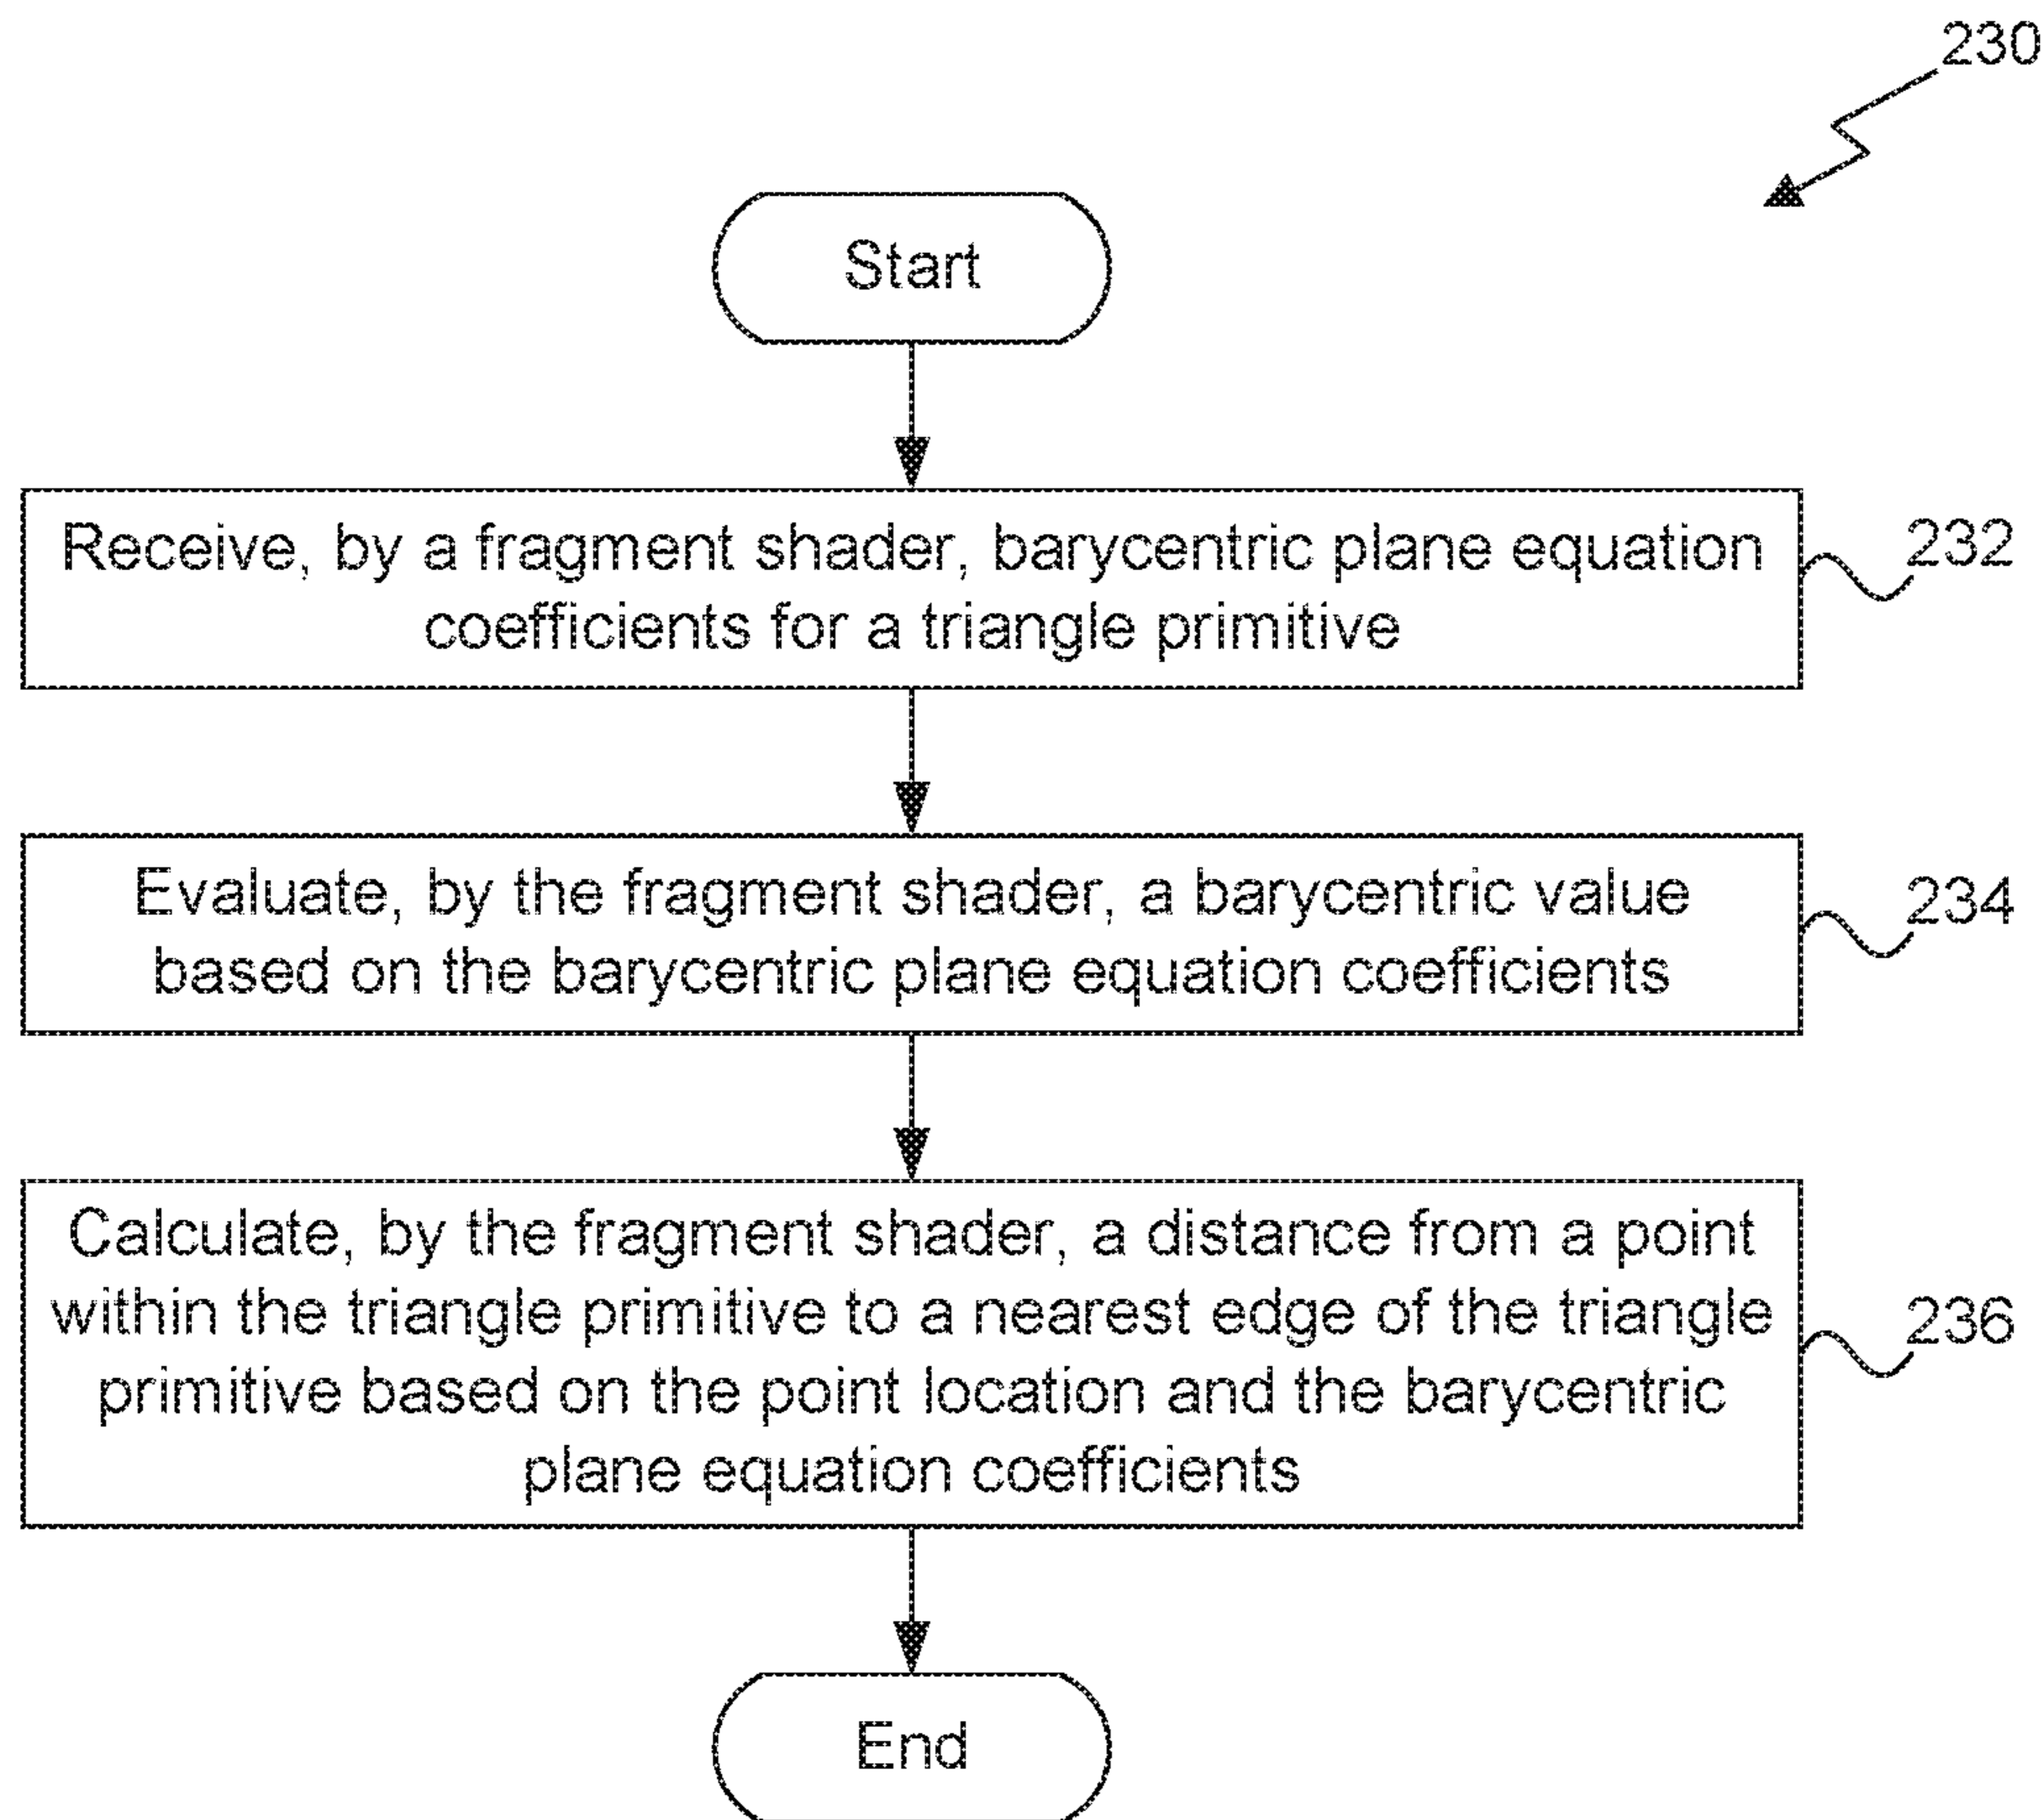 230
Start
Receive, by a fragment shader, barycentric plane equation
coefficients for a triangle primitive
232
Evaluate, by the fragment shader, a barycentric value
based on the barycentric plane equation coefficients
234
Calculate, by the fragment shader, a distance from a point
within the triangle primitive to a nearest edge of the triangle
primitive based on the point location and the barycentric
plane equation coefficients
236
End